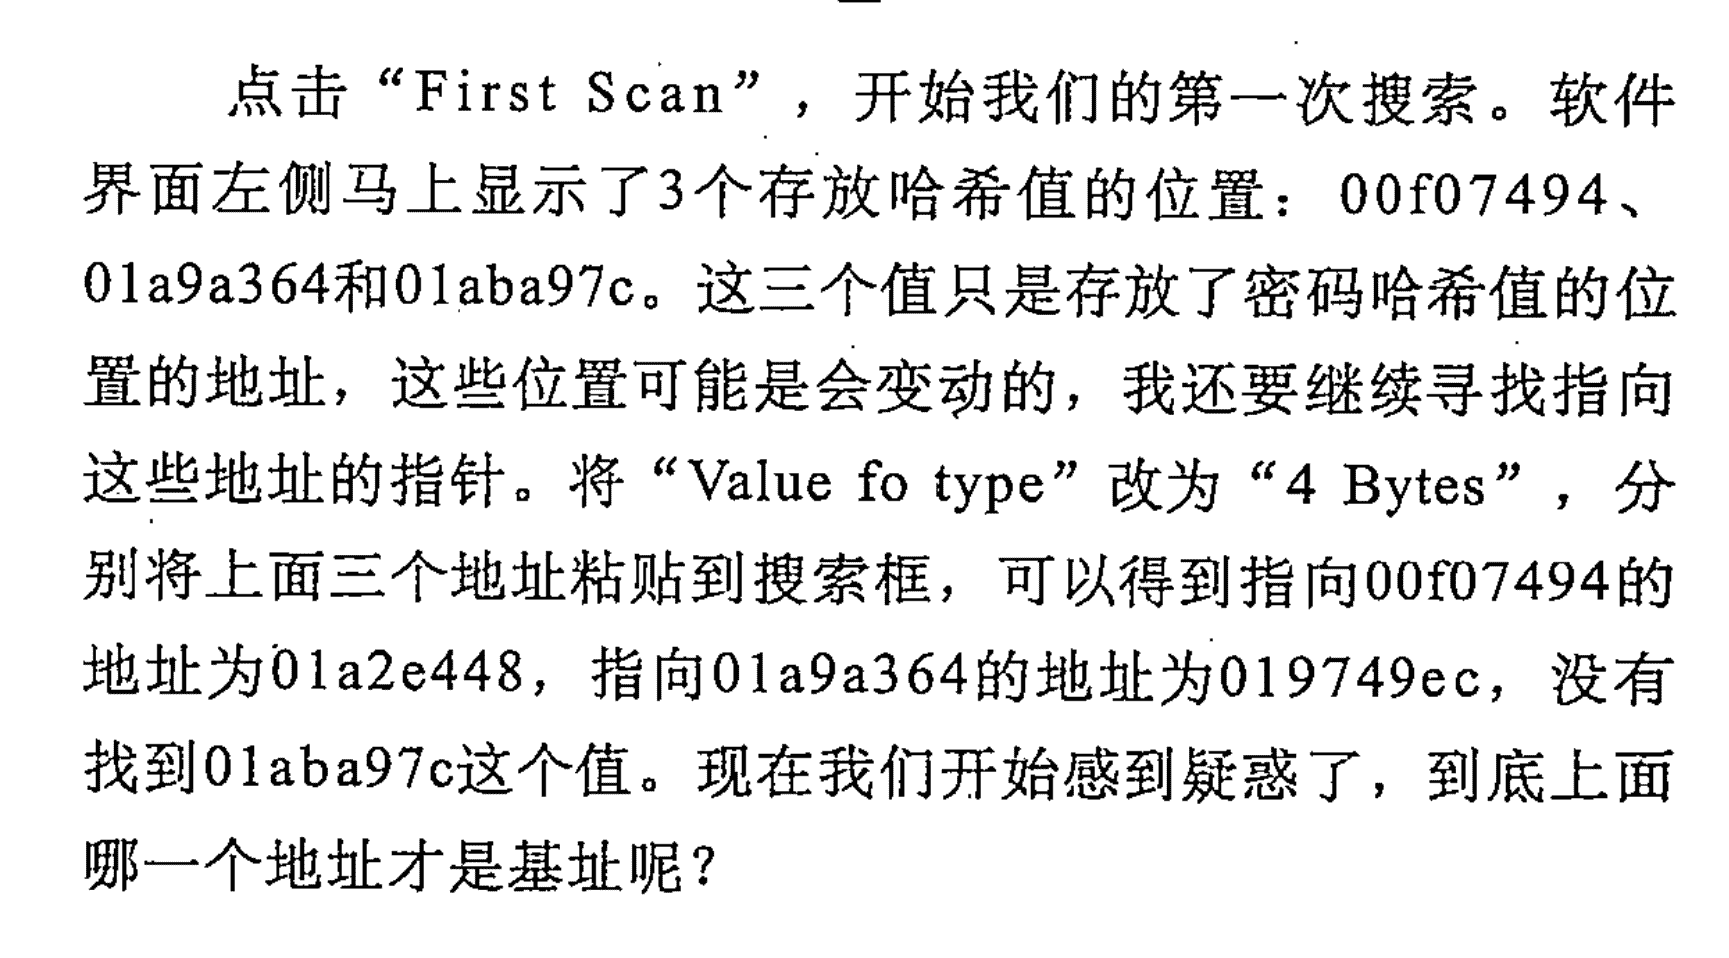 点击“First Scan”，开始我们的第一次搜索。软件
界面左侧马上显示了3个存放哈希值的位置：00f07494、
01a9a364和01aba97c。这三个值只是存放了密码哈希值的位
置的地址，这些位置可能是会变动的，我还要继续寻找指向
这些地址的指针。将“Value fo type”改为“4 Bytes”，分
别将上面三个地址粘贴到搜索框，可以得到指向00f07494的
地址为01a2e448，指向01a9a364的地址为019749ec，没有
找到01aba97c这个值。现在我们开始感到疑惑了，到底上面
哪一个地址才是基址呢？